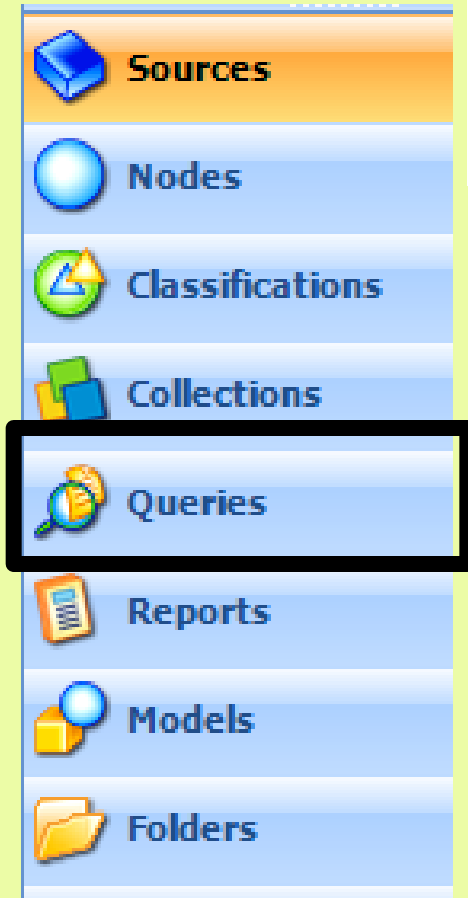 Sources
Nodes
Classifications
Collections
Queries
Reports
Models
Folders